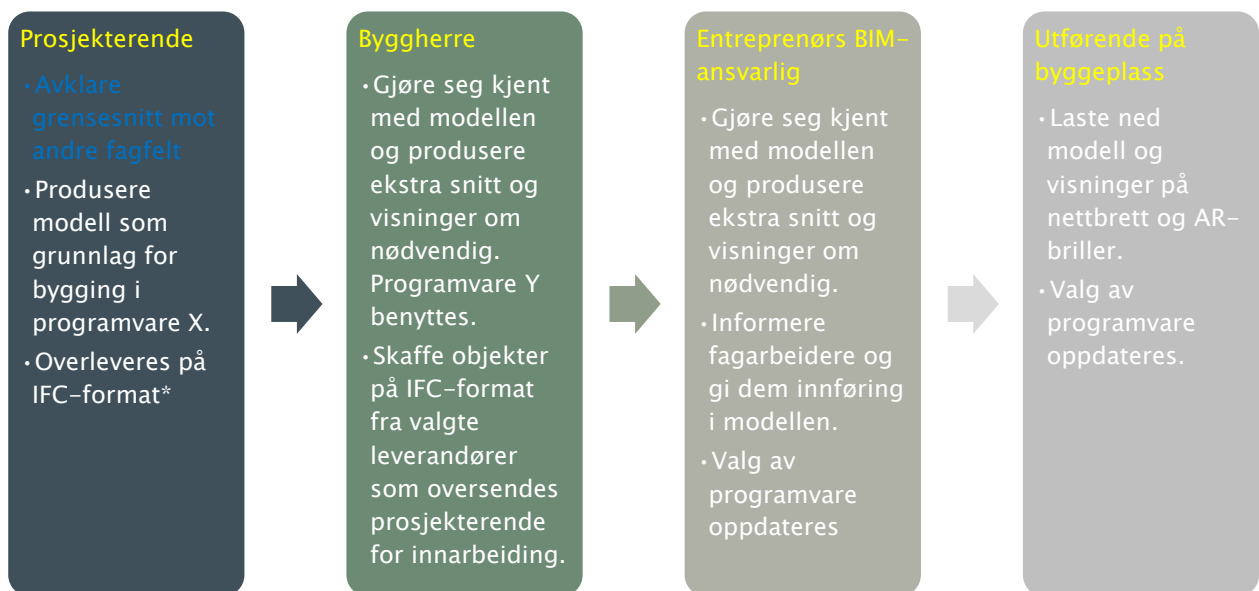 Prosjekterende
•Avklare
grensesnitt mot
andre fagfelt
•Produsere
modell som
grunnlag for
bygging i
programvare X.
•Overleveres på
IFC-format*
Byggherre
•Gjøre seg kjent
med modellen
og produsere
ekstra snitt og
visninger om
nødvendig.
Programvare Y
benyttes.
•Skaffe objekter
på IFC-format
fra valgte
leverandører
som oversendes
prosjekterende
for innarbeiding.
Entreprenørs BIM-
ansvarlig
•Gjøre seg kjent
med modellen
og produsere
ekstra snitt og
visninger om
nødvendig.
•Informere
fagarbeidere og
gi dem innføring
i modellen.
•Valg av
programvare
oppdateres
Utførende på
byggeplass
•Laste ned
modell og
visninger på
nettbrett og AR-
briller.
•Valg av
programvare
oppdateres.